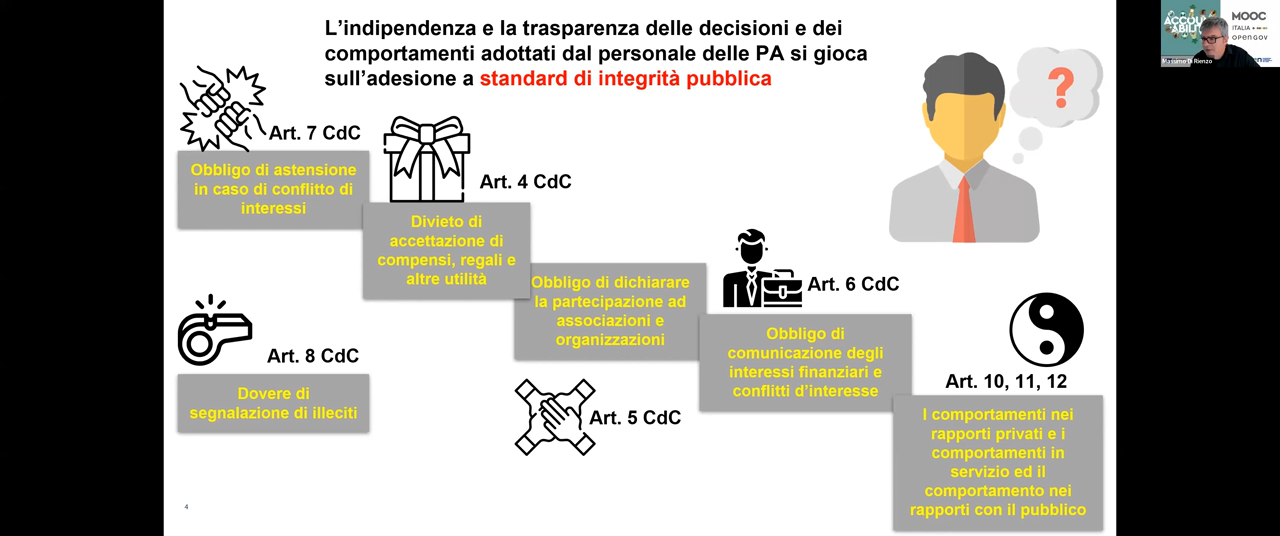 L’indipendenza e la trasparenza delle decisioni e dei
comportamenti adottati dal personale delle PA si gioca
sull’adesione a standard di integrità pubblica
Art. 7 CdC
Obbligo di astensione
in caso di conflitto di
interessi
Art. 4 CdC
Divieto di
accettazione di
compensi, regali e
altre utilità
Obbligo di dichiarare
la partecipazione ad
associazioni e
organizzazioni
Art. 5 CdC
Art. 6 CdC
Obbligo di
comunicazione degli
interessi finanziari e
conflitti d’interesse
Art. 8 CdC
Dovere di
segnalazione di illeciti
Art. 10, 11, 12
I comportamenti nei
rapporti privati e i
comportamenti in
servizio ed il
comportamento nei
rapporti con il pubblico
?
4
ACCOUN
ABILIT
MOOC
ITALIA
OPENGOV
Massimo Di Rienzo